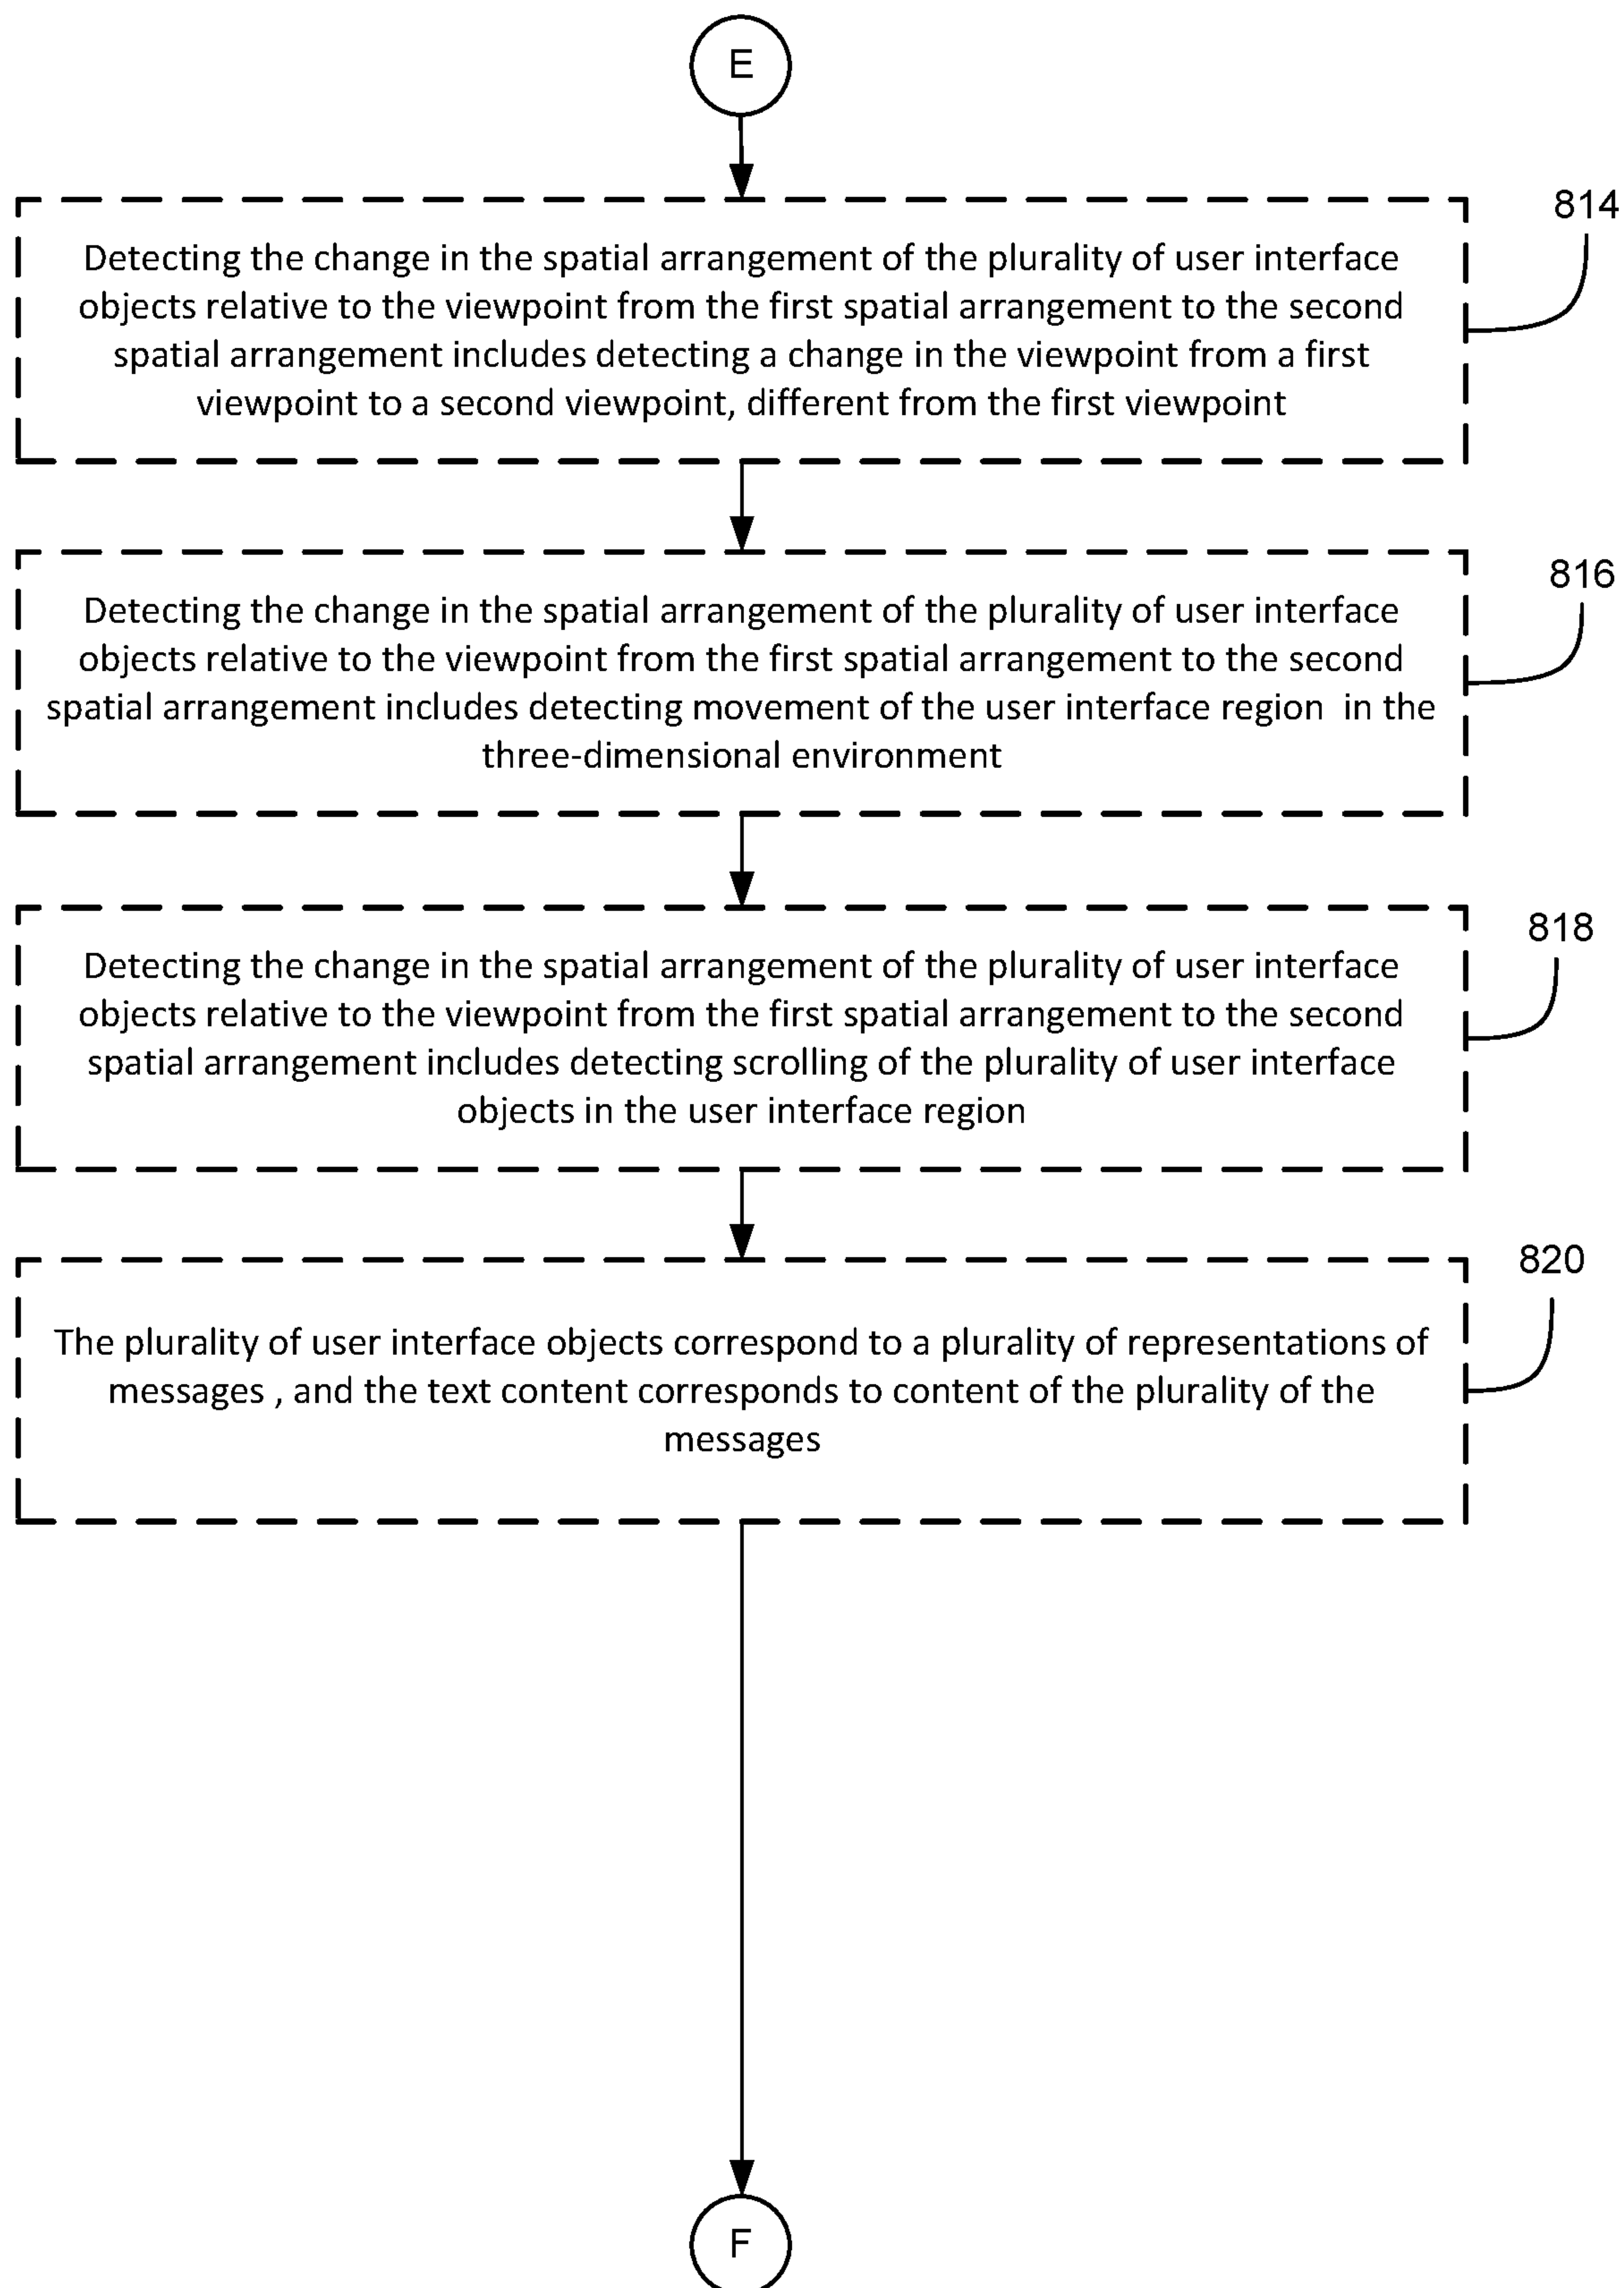 E
814
Detecting the change in the spatial arrangement of the plurality of user interface
objects relative to the viewpoint from the first spatial arrangement to the second
spatial arrangement includes detecting a change in the viewpoint from a first
viewpoint to a second viewpoint, different from the first viewpoint
816
Detecting the change in the spatial arrangement of the plurality of user interface
objects relative to the viewpoint from the first spatial arrangement to the second
spatial arrangement includes detecting movement of the user interface region  in the
three-dimensional environment
818
Detecting the change in the spatial arrangement of the plurality of user interface
objects relative to the viewpoint from the first spatial arrangement to the second
spatial arrangement includes detecting scrolling of the plurality of user interface
objects in the user interface region
820
The plurality of user interface objects correspond to a plurality of representations of
messages , and the text content corresponds to content of the plurality of the
messages
F